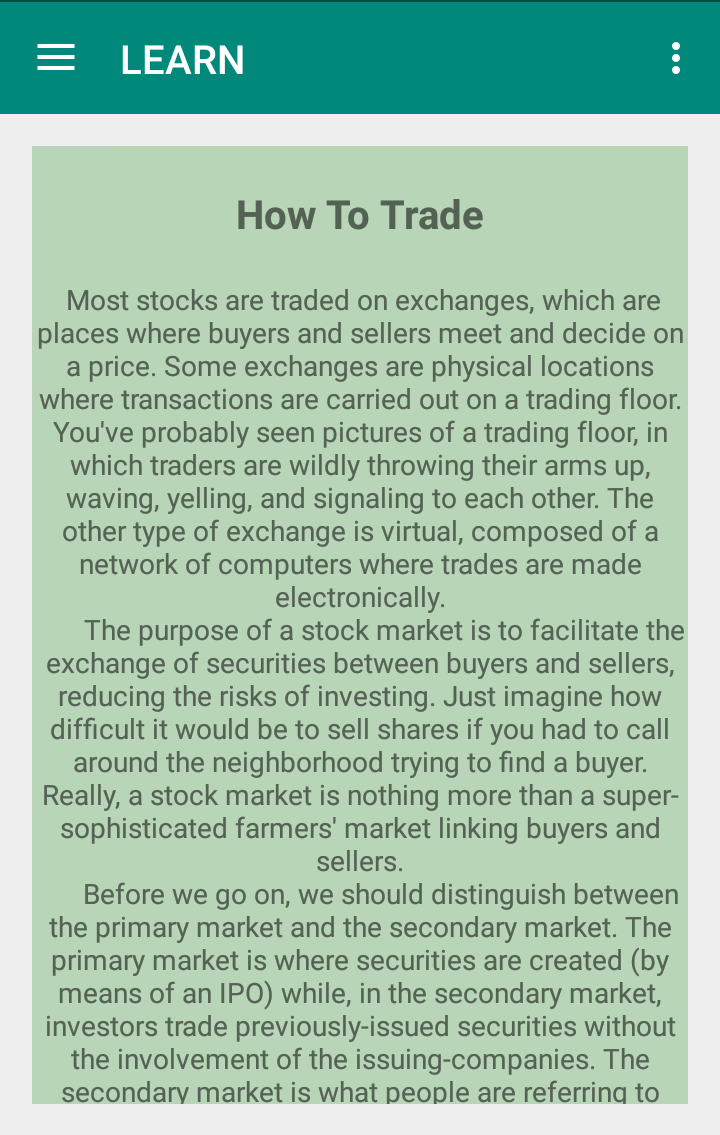 LEARN
How To Trade
Most stocks are traded on exchanges, which are
places where buyers and sellers meet and decide on
a price. Some exchanges are physical locations
where transactions are carried out on a trading floor.
You've probably seen pictures of a trading floor, in
which traders are wildly throwing their arms up,
waving, yelling, and signaling to each other. The
other type of exchange is virtual, composed of a
network of computers where trades are made
electronically.
The purpose of a stock market is to facilitate the
exchange of securities between buyers and sellers,
reducing the risks of investing. Just imagine how
difficult it would be to sell shares if you had to call
around the neighborhood trying to find a buyer.
Really, a stock market is nothing more than a super-
sophisticated farmers' market linking buyers and
sellers.
Before we go on, we should distinguish between
the primary market and the secondary market. The
primary market is where securities are created (by
means of an IPO) while, in the secondary market,
investors trade previously-issued securities without
the involvement of the issuing-companies. The
secondary market is what people are referring to